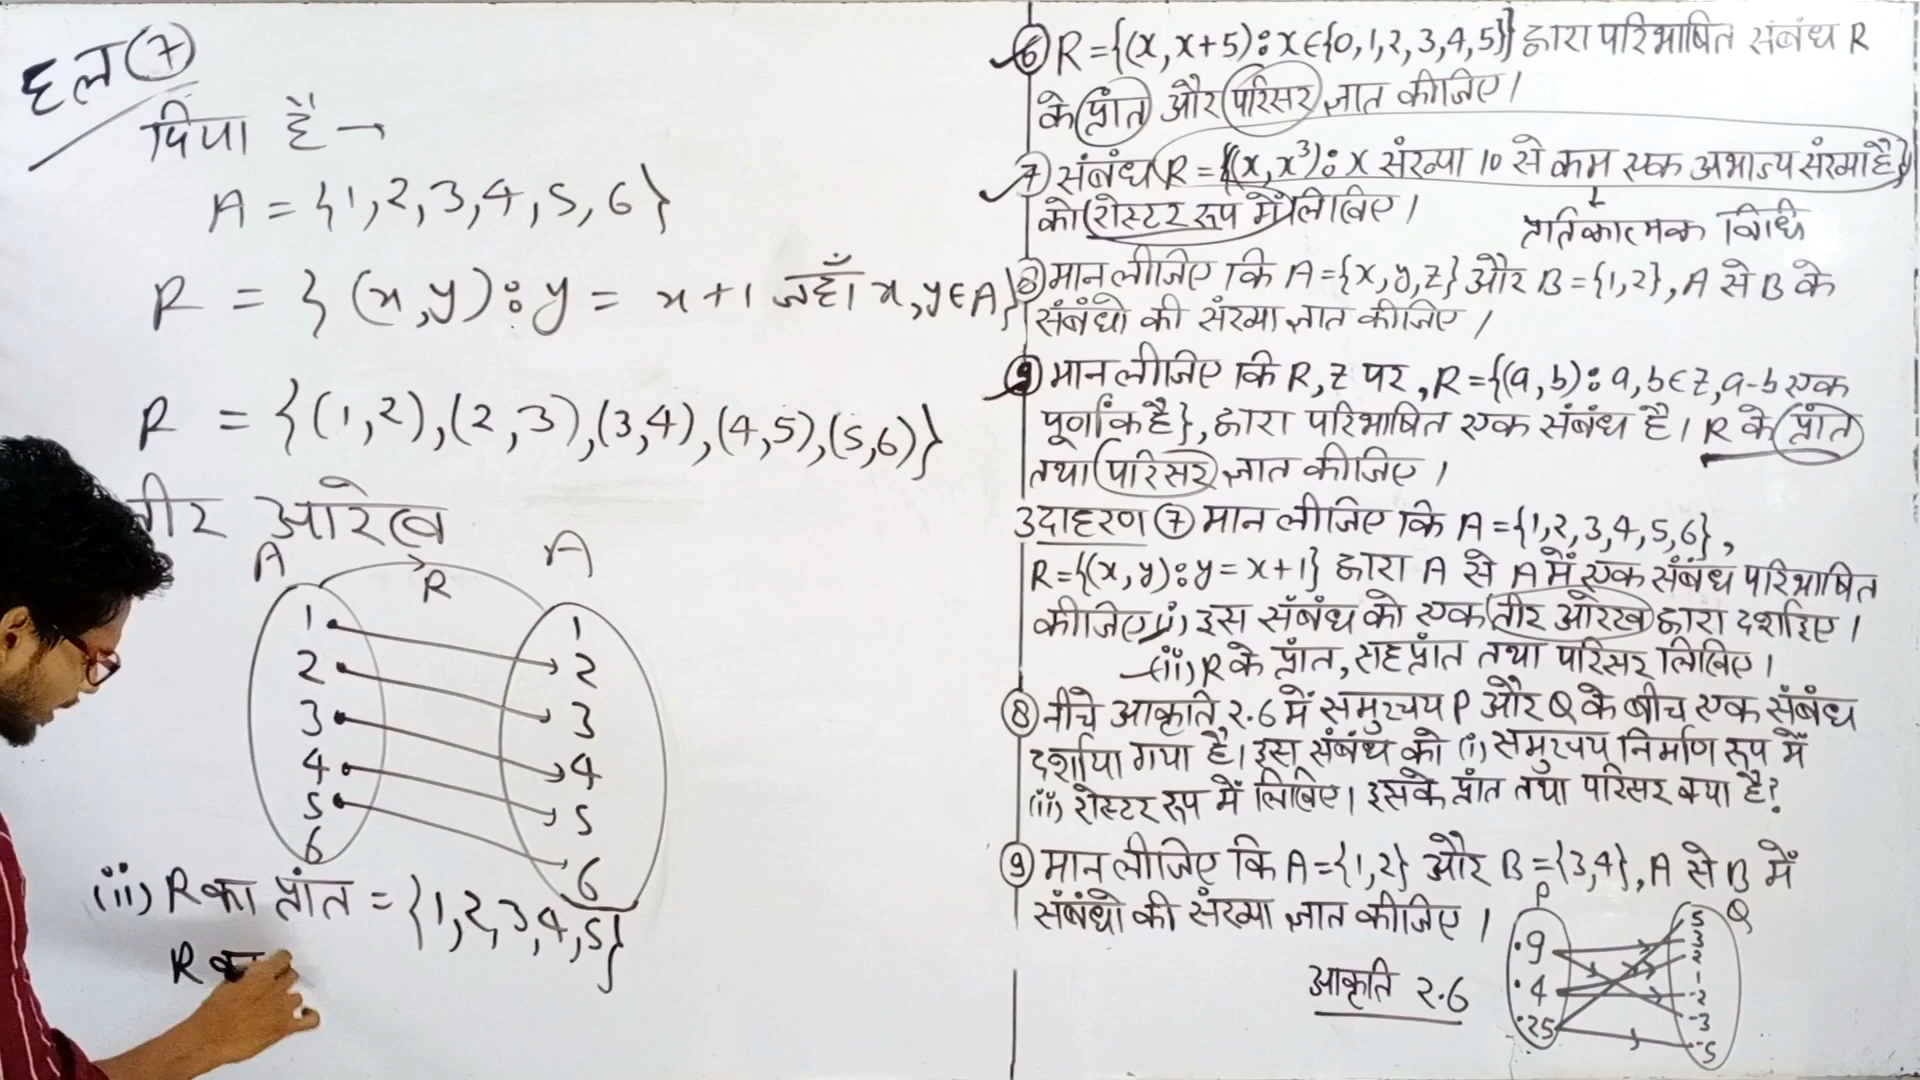 हल (7)
दिया है →
A = {1,2,3,4,5,6}
R = {(x,y): y = x+1 जहाँ x,y∈A}
R = {(1,2),(2,3),(3,4),(4,5),(5,6)}
तीर आरेख
A R A
1 1
2 2
3 3
4 4
5 5
6 6
(ii) R का प्रांत = {1,2,3,4,5}
R का
(6) R={(x,x+5):x∈{0,1,2,3,4,5}} द्वारा परिभाषित संबंध R
के प्रांत और परिसर ज्ञात कीजिए।
(7) संबंध R = {(x,x³): x संख्या 10 से कम एक अभाज्य संख्या है}
को रोस्टर रूप में लिखिए।
प्रतिकात्मक विधि
(8) मान लीजिए कि A={x,y,z} और B={1,2}, A से B के
संबंधो की संख्या ज्ञात कीजिए।
(9) मान लीजिए कि R, Z पर, R={(a,b):a,b∈Z,a-b एक
पूर्णांक है}, द्वारा परिभाषित एक संबंध है। R के प्रांत
तथा परिसर ज्ञात कीजिए।
उदाहरण (7) मान लीजिए कि A={1,2,3,4,5,6},
R={(x,y):y=x+1} द्वारा A से A में एक संबंध परिभाषित
कीजिए (i) इस संबंध को एक तीर ओरख द्वारा दर्शाइए।
(ii) R के प्रांत, सहप्रांत तथा परिसर लिखिए।
(8) नीचे आकृति 2.6 में समुच्चय P और Q के बीच एक संबंध
दर्शाया गया है। इस संबंध को (i) समुच्चय निर्माण रूप में
(ii) रोस्टर रूप में लिखिए। इसके प्रांत तथा परिसर क्या है?
(9) मान लीजिए कि A={1,2} और B={3,4}, A से B में
संबंधो की संख्या ज्ञात कीजिए।
आकृति 2.6
P Q
.9
.4
.25
5
3
2
1
-2
-3
-5